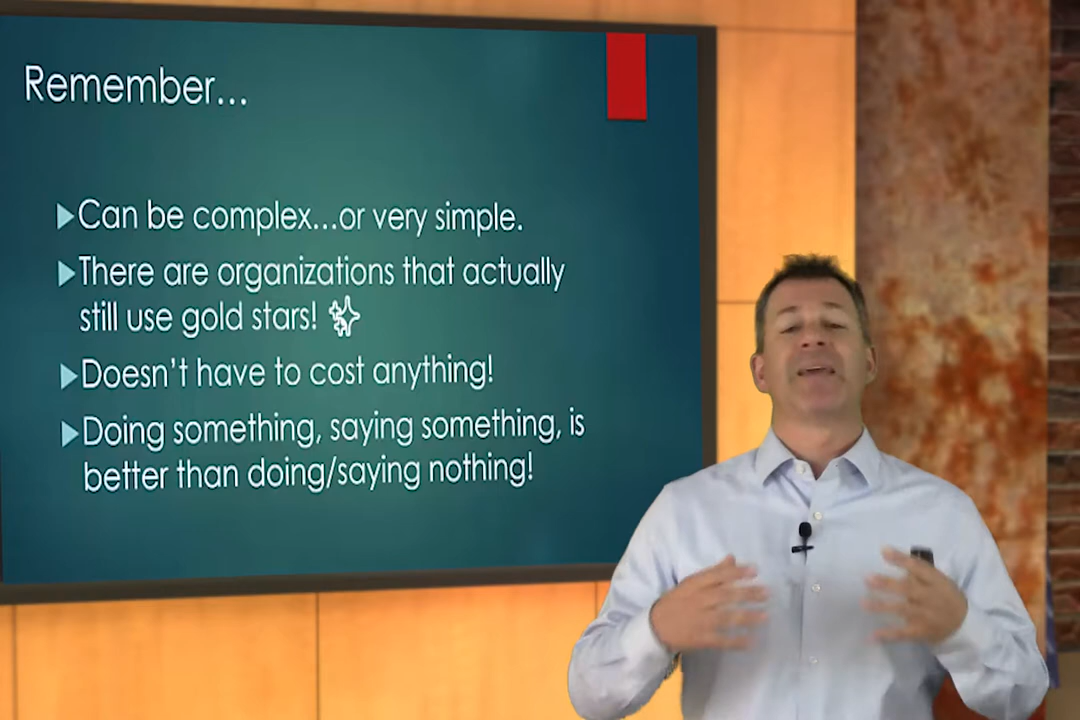 Remember...
Can be complex...or very simple.
There are organizations that actually
still use gold stars!
Doesn't have to cost anything!
Doing something, saying something, is
better than doing/saying nothing!